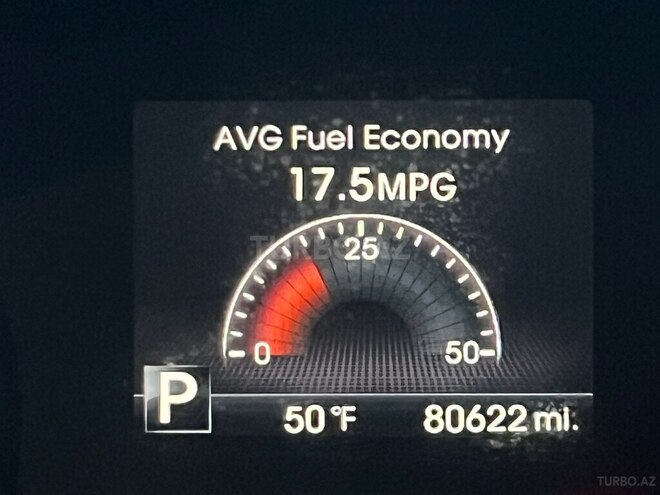 AVG Fuel Economy
17.5MPG
TURBO.AZ
25
0
50
P
50°F
80622 mi.
TURBO.AZ